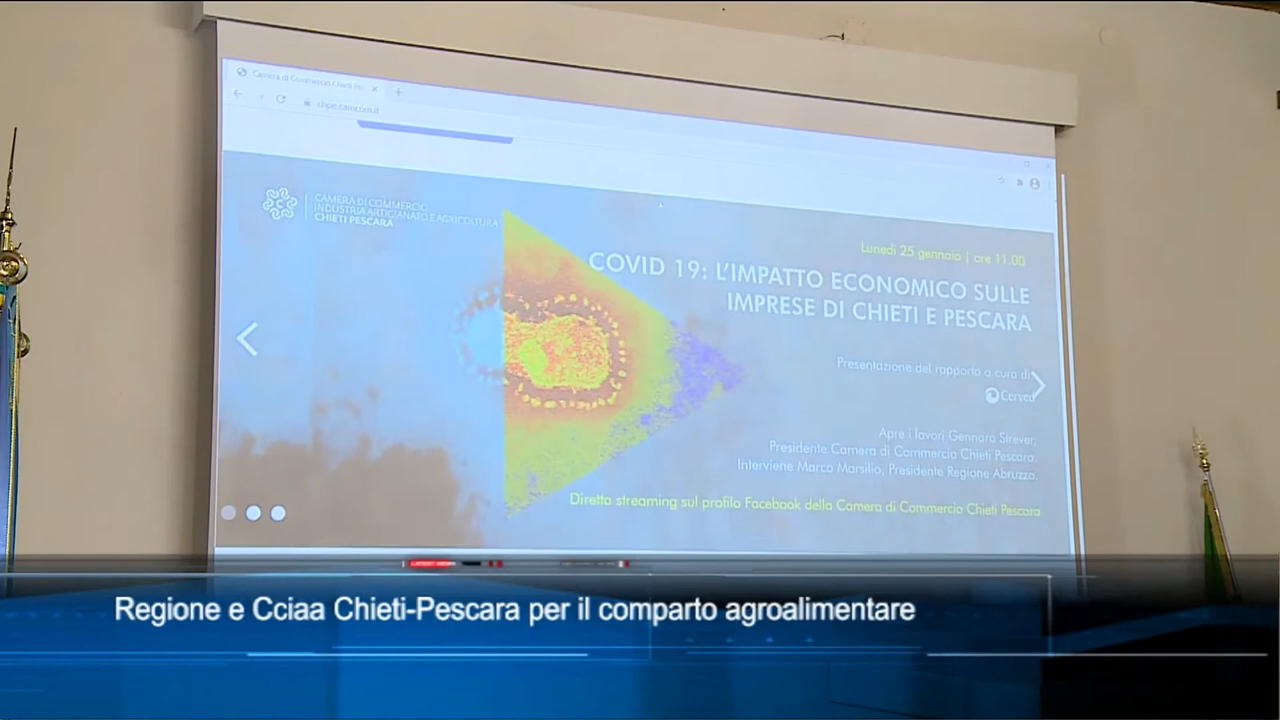 Camera di Commercio Chieti Pe
chpe.camcom.it
CAMERA DI COMMERCIO
INDUSTRIA ARTIGIANATO E AGRICOLTURA
CHIETI PESCARA
Lunedì 25 gennaio | ore 11.00
COVID 19: L'IMPATTO ECONOMICO SULLE
IMPRESE DI CHIETI E PESCARA
Presentazione del rapporto a cura di
Cerved
Apre i lavori Gennaro Strever,
Presidente Camera di Commercio Chieti Pescara.
Interviene Marco Marsilio, Presidente Regione Abruzzo.
Diretta streaming sul profilo Facebook della Camera di Commercio Chieti Pescara
LATEST NEWS
Regione e Cciaa Chieti-Pescara per il comparto agroalimentare